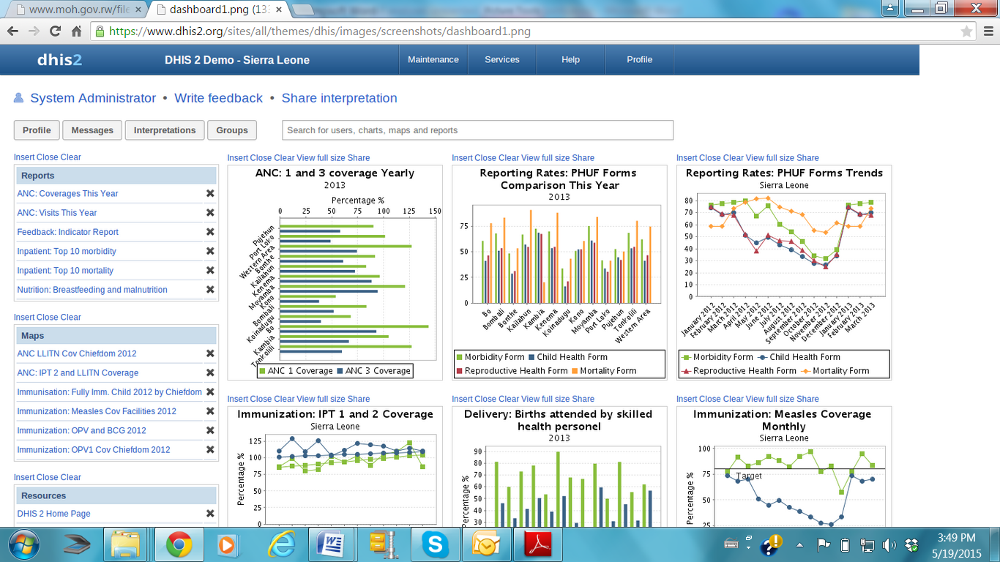 www.moh.gov.rw/file
dashboard1.png (133
https://www.dhis2.org/sites/all/themes/dhis/images/screenshots/dashboard1.png
dhis2
DHIS 2 Demo - Sierra Leone
Maintenance
Services
Help
Profile
System Administrator • Write feedback • Share interpretation
Profile
Messages
Interpretations
Groups
Search for users, charts, maps and reports
Insert Close Clear
Reports
ANC: Coverages This Year
ANC: Visits This Year
Feedback: Indicator Report
Inpatient: Top 10 morbidity
Inpatient: Top 10 mortality
Nutrition: Breastfeeding and malnutrition
Insert Close Clear
Maps
ANC LLITN Cov Chiefdom 2012
ANC: IPT 2 and LLITN Coverage
Immunisation: Fully Imm. Child 2012 by Chiefdom
Immunization: Measles Cov Facilities 2012
Immunization: OPV and BCG 2012
Immunization: OPV1 Cov Chiefdom 2012
Insert Close Clear
Resources
DHIS 2 Home Page
Insert Close Clear View full size Share
ANC: 1 and 3 coverage Yearly
2013
Percentage %
0 25 50 75 100 125 150
Pujehun
Port Loko
Western Area
Bonthe
Kailahun
Kenema
Moyamba
Kono
Bombali
Koinadugu
Bo
Kambia
Tonkolili
ANC 1 Coverage ANC 3 Coverage
Insert Close Clear View full size Share
Reporting Rates: PHUF Forms
Comparison This Year
2013
75
50
25
0
Bo
Bombali
Bonthe
Kailahun
Kambia
Kenema
Koinadugu
Kono
Moyamba
Port Loko
Pujehun
Tonkolili
Western Area
Morbidity Form Child Health Form
Reproductive Health Form Mortality Form
Insert Close Clear View full size Share
Reporting Rates: PHUF Forms Trends
Sierra Leone
80
70
60
50
40
30
20
10
0
January 2012
February 2012
March 2012
April 2012
May 2012
June 2012
July 2012
August 2012
September 2012
October 2012
November 2012
December 2012
January 2013
February 2013
March 2013
Morbidity Form Child Health Form
Reproductive Health Form Mortality Form
Insert Close Clear View full size Share
Immunization: IPT 1 and 2 Coverage
Sierra Leone
Percentage %
125
100
75
50
25
0
Insert Close Clear View full size Share
Delivery: Births attended by skilled
health personel
2013
Percentage %
90
80
70
60
50
40
30
Insert Close Clear View full size Share
Immunization: Measles Coverage
Monthly
Sierra Leone
Percentage %
100
75
50
25
Target
3:49 PM
5/19/2015